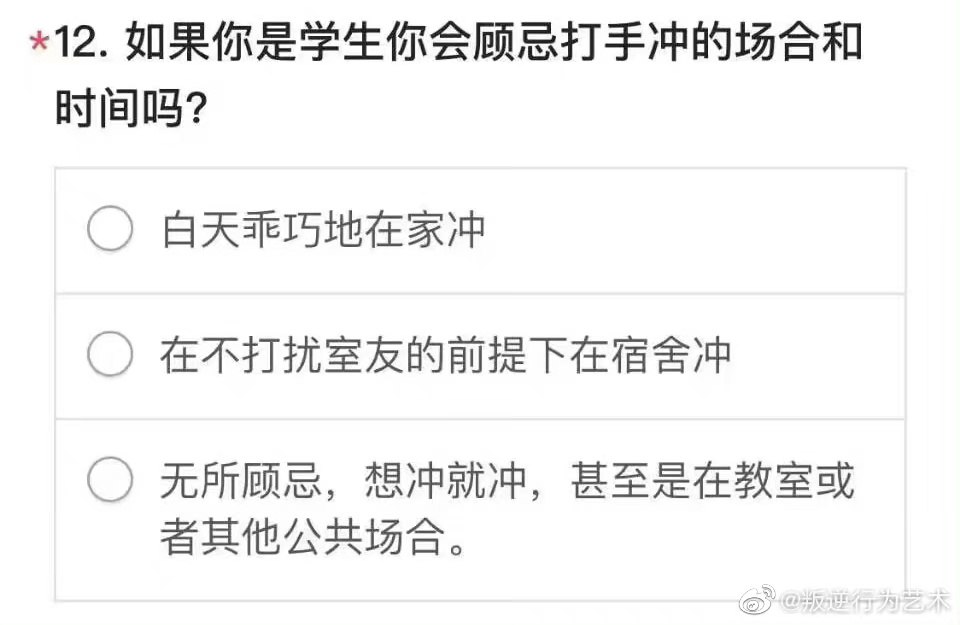 *12. 如果你是学生你会顾忌打手冲的场合和
时间吗?
白天乖巧地在家冲
在不打扰室友的前提下在宿舍冲
无所顾忌，想冲就冲，甚至是在教室或
者其他公共场合。
@叛逆行为艺术